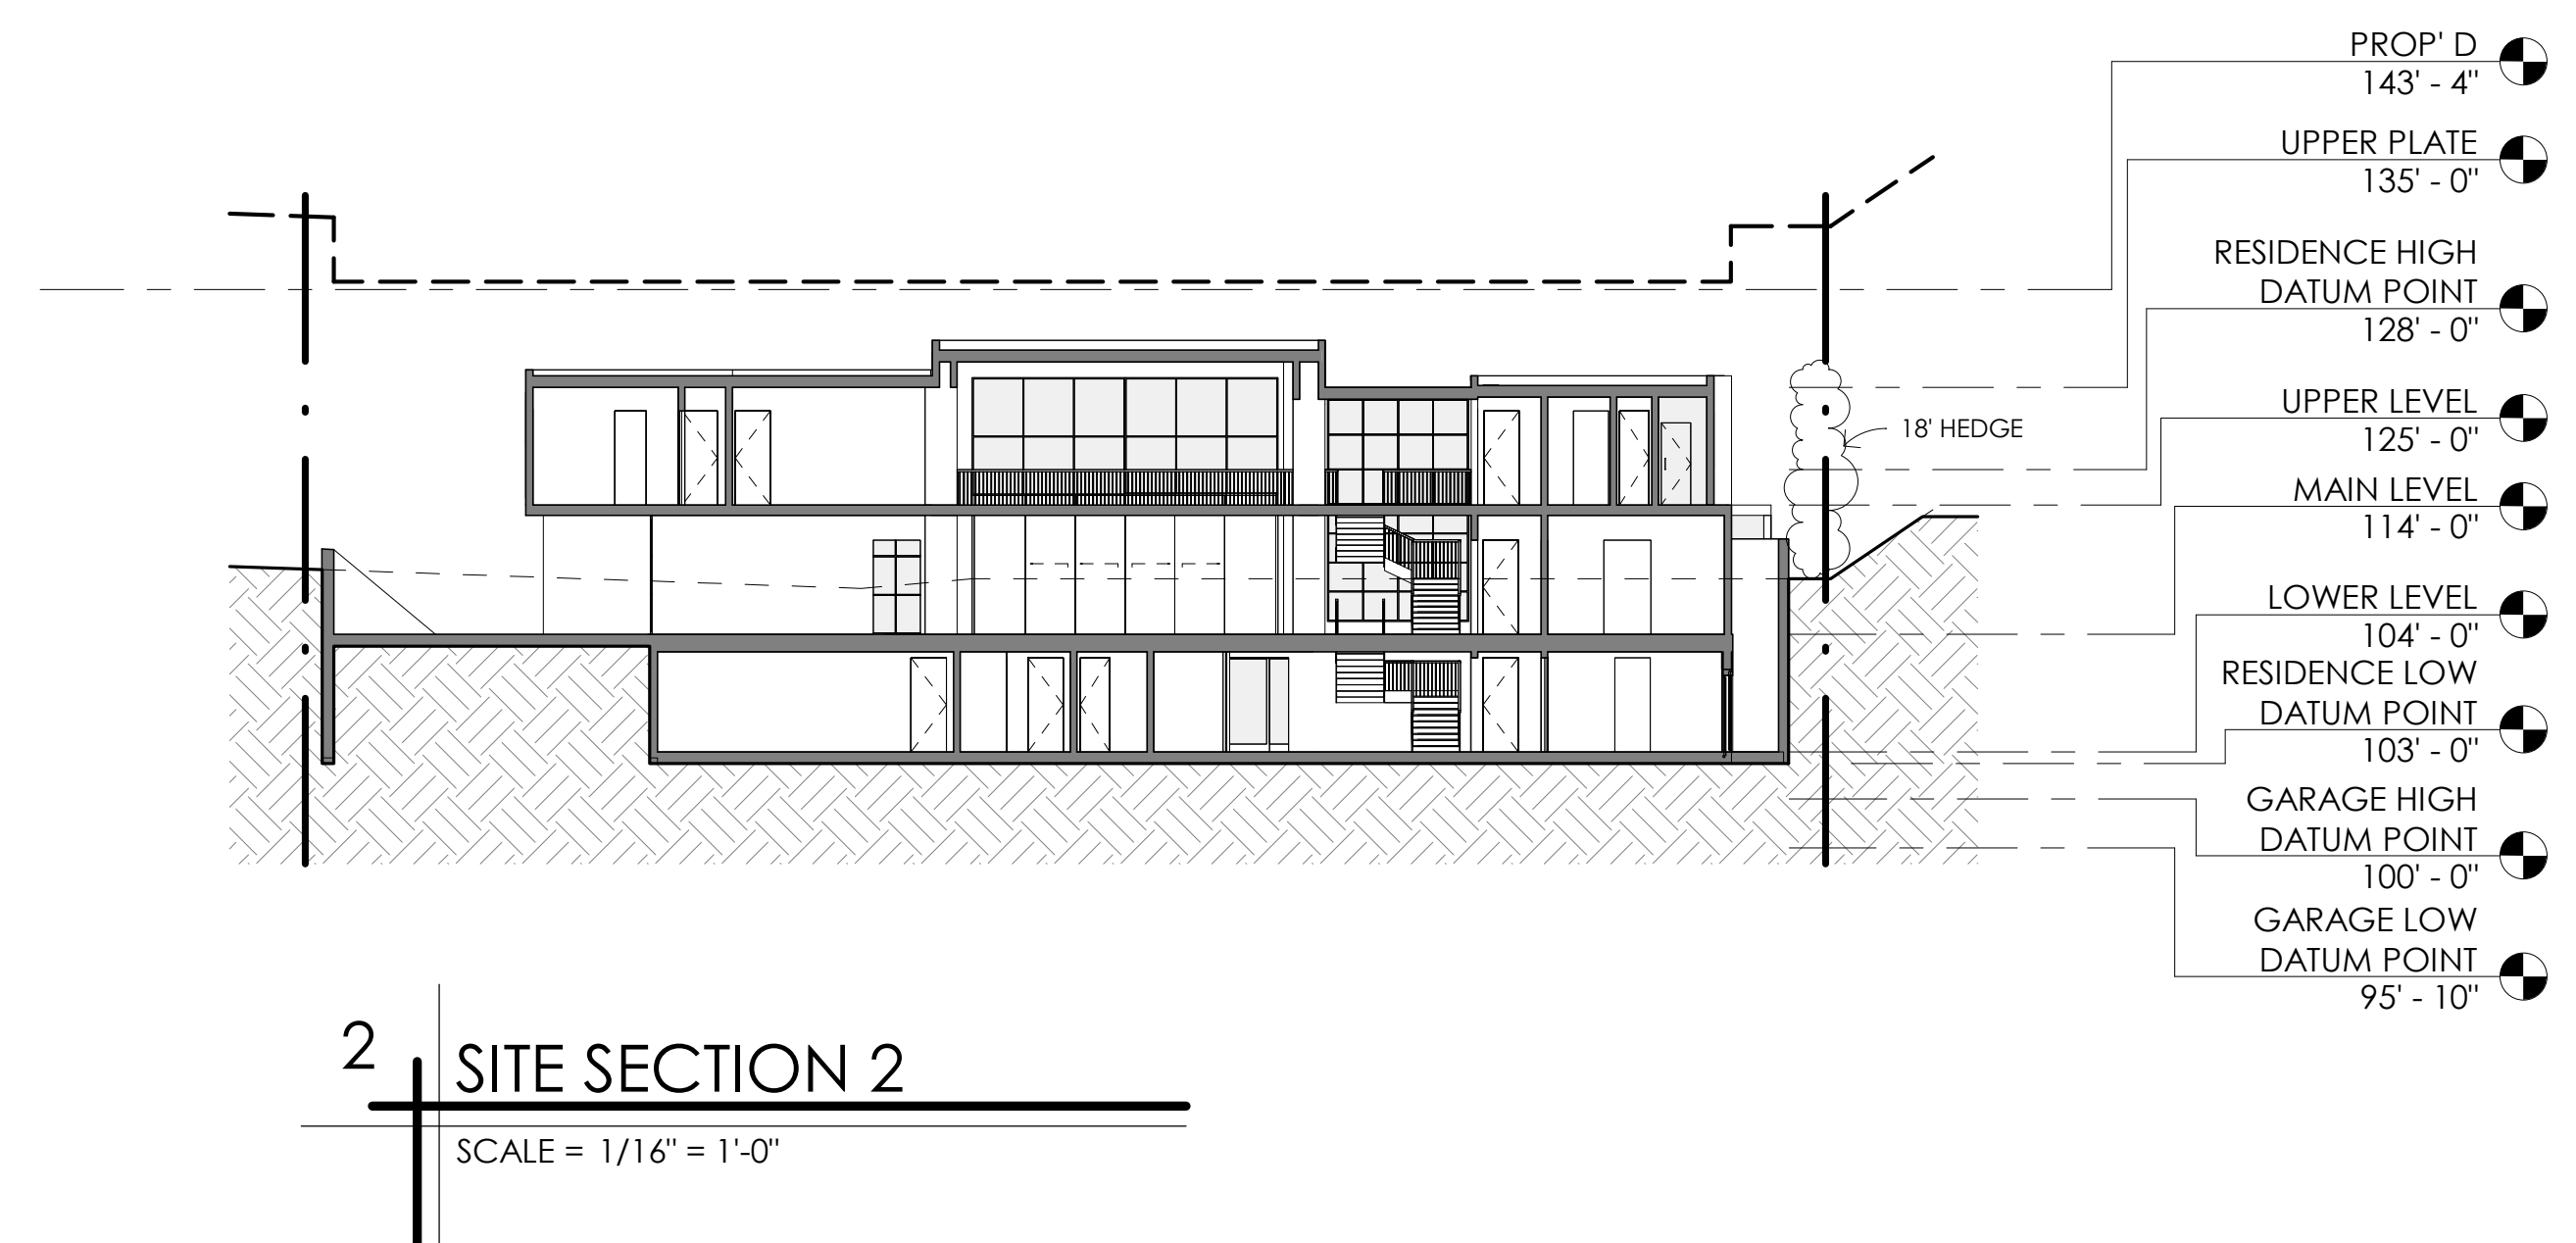 PROP' D
143' - 4"
UPPER PLATE
135' - 0"
RESIDENCE HIGH
DATUM POINT
128' - 0"
UPPER LEVEL
125' - 0"
18' HEDGE
MAIN LEVEL
114' - 0"
LOWER LEVEL
104' - 0"
RESIDENCE LOW
DATUM POINT
103' - 0"
GARAGE HIGH
DATUM POINT
100' - 0"
GARAGE LOW
DATUM POINT
95' - 10"
2
SITE SECTION 2
SCALE = 1/16" = 1'-0"